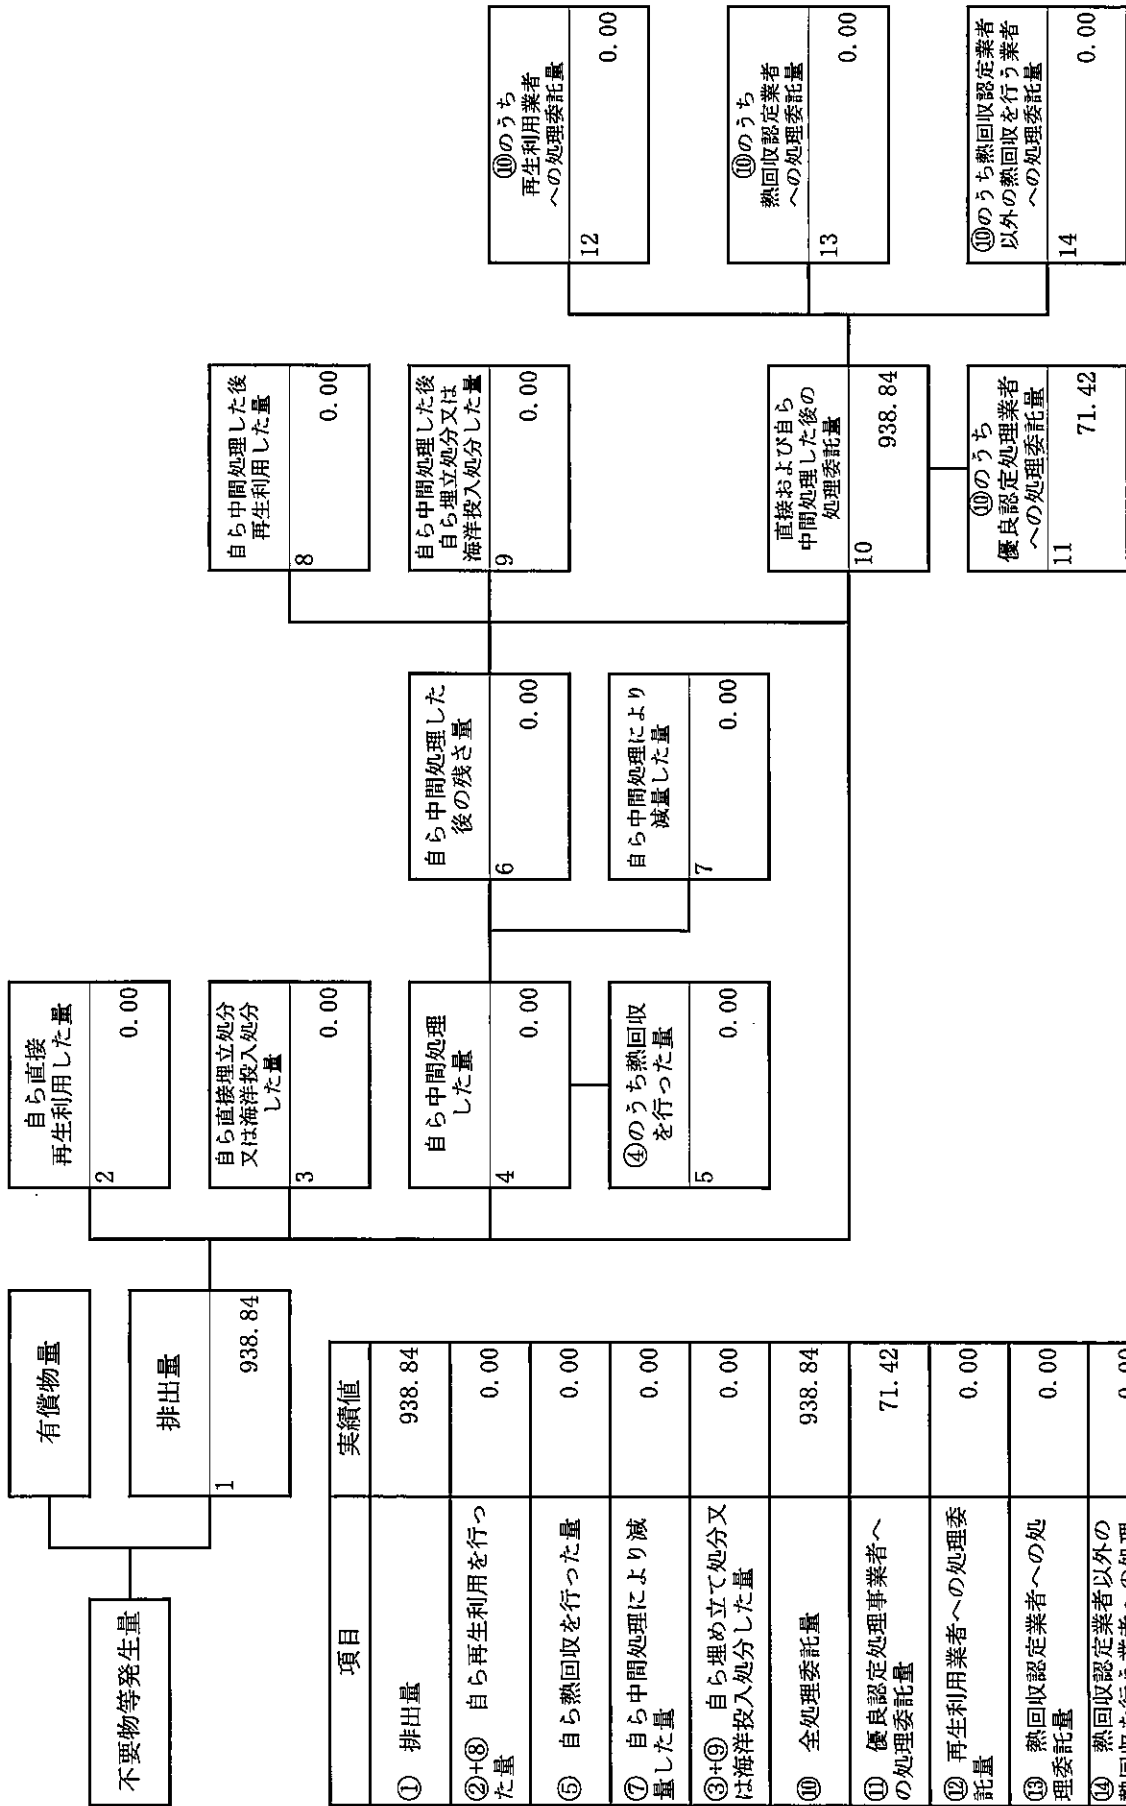 不要物等発生量
有償物量
排出量
1
938.84
自ら直接
再生利用した量
2
0.00
自ら直接埋立処分
又は海洋投入処分
した量
3
0.00
自ら中間処理
した量
4
0.00
④のうち熱回収
を行った量
5
0.00
自ら中間処理した
後の残さ量
6
0.00
自ら中間処理により
減量した量
7
0.00
自ら中間処理した後
再生利用した量
8
0.00
自ら中間処理した後
自ら埋立処分又は
海洋投入処分した量
9
0.00
直接および自ら
中間処理した後の
処理委託量
10
938.84
⑩のうち
優良認定処理業者
への処理委託量
11
71.42
⑩のうち
再生利用業者
への処理委託量
12
0.00
⑩のうち
熱回収認定業者
への処理委託量
13
0.00
⑩のうち熱回収認定業者
以外の熱回収を行う業者
への処理委託量
14
0.00
項目 実績値
① 排出量 938.84
②+⑧ 自ら再生利用を行っ
た量 0.00
⑤ 自ら熱回収を行った量 0.00
⑦ 自ら中間処理により減
量した量 0.00
③+⑨ 自ら埋め立て処分又
は海洋投入処分した量 0.00
⑩ 全処理委託量 938.84
⑪ 優良認定処理事業者へ
の処理委託量 71.42
⑫ 再生利用業者への処理委
託量 0.00
⑬ 熱回収認定業者への処
理委託量 0.00
⑭ 熱回収認定業者以外の
熱回収を行う業者への処理 0.00